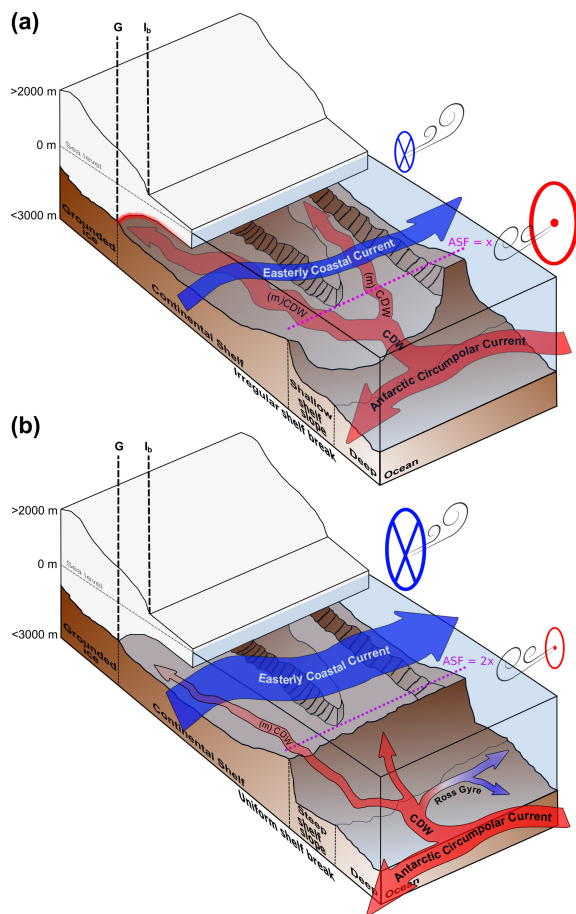 (a)
G
I_b
>2000 m
0 m
Sea level
<3000 m
Grounded
ice
Continental Shelf
Irregular shelf break
Shallow
shelf
slope
Deep
Ocean
Easterly Coastal Current
ASF = x
(m)CDW
(m) CDW
CDW
Antarctic Circumpolar Current
(b)
G
I_b
>2000 m
0 m
Sea level
<3000 m
Grounded
ice
Continental Shelf
Uniform shelf break
Steep
shelf
slope
Deep
Ocean
Easterly Coastal Current
ASF = 2x
(m) CDW
CDW
Ross Gyre
Antarctic Circumpolar Current